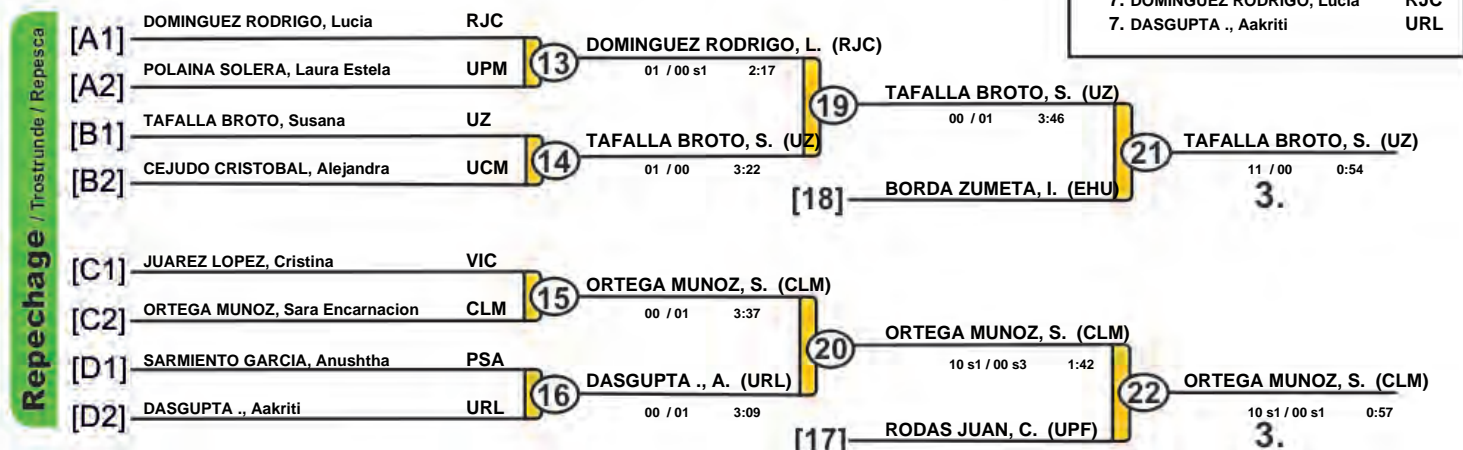 7. DOMINGUEZ RODRIGO, Lucia RJC
7. DASGUPTA ., Aakriti URL
Repechage / Trostrunde / Repesca
[A1] DOMINGUEZ RODRIGO, Lucia RJC
[A2] POLAINA SOLERA, Laura Estela UPM
13 DOMINGUEZ RODRIGO, L. (RJC)
01 / 00 s1 2:17
[B1] TAFALLA BROTO, Susana UZ
[B2] CEJUDO CRISTOBAL, Alejandra UCM
14 TAFALLA BROTO, S. (UZ)
01 / 00 3:22
19 TAFALLA BROTO, S. (UZ)
00 / 01 3:46
[18] BORDA ZUMETA, I. (EHU)
21 TAFALLA BROTO, S. (UZ)
11 / 00 0:54
3.
[C1] JUAREZ LOPEZ, Cristina VIC
[C2] ORTEGA MUNOZ, Sara Encarnacion CLM
15 ORTEGA MUNOZ, S. (CLM)
00 / 01 3:37
[D1] SARMIENTO GARCIA, Anushtha PSA
[D2] DASGUPTA ., Aakriti URL
16 DASGUPTA ., A. (URL)
00 / 01 3:09
20 ORTEGA MUNOZ, S. (CLM)
10 s1 / 00 s3 1:42
[17] RODAS JUAN, C. (UPF)
22 ORTEGA MUNOZ, S. (CLM)
10 s1 / 00 s1 0:57
3.